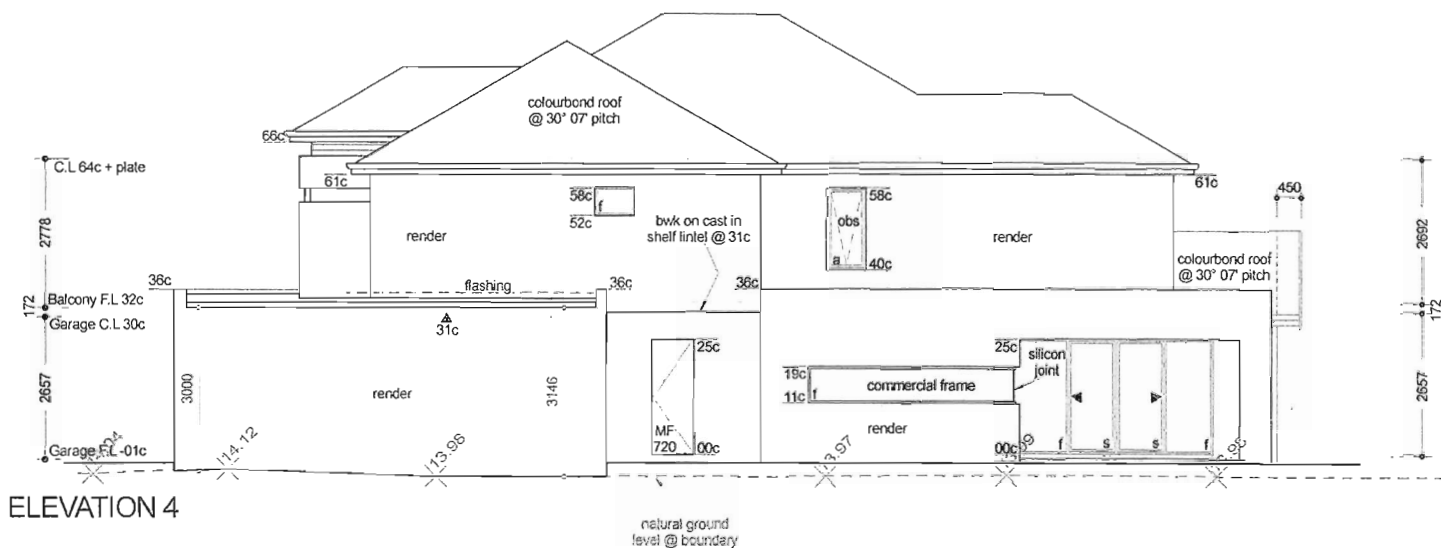 colourbond roof
@ 30° 07' pitch
66c
C.L 64c + plate
61c
61c
58c
f
52c
58c
obs
a
40c
450
2778
2692
render
bwk on cast in
shelf lintel @ 31c
render
colourbond roof
@ 30° 07' pitch
36c
flashing
36c
36c
Balcony F.L 32c
172
172
Garage C.L 30c
31c
25c
25c
silicon
joint
19c
commercial frame
11c
f
2657
3000
render
3146
2657
MF
720
00c
render
00c
f
s
s
f
Garage F.L -01c
14.12
13.98
13.97
ELEVATION 4
natural ground
level @ boundary